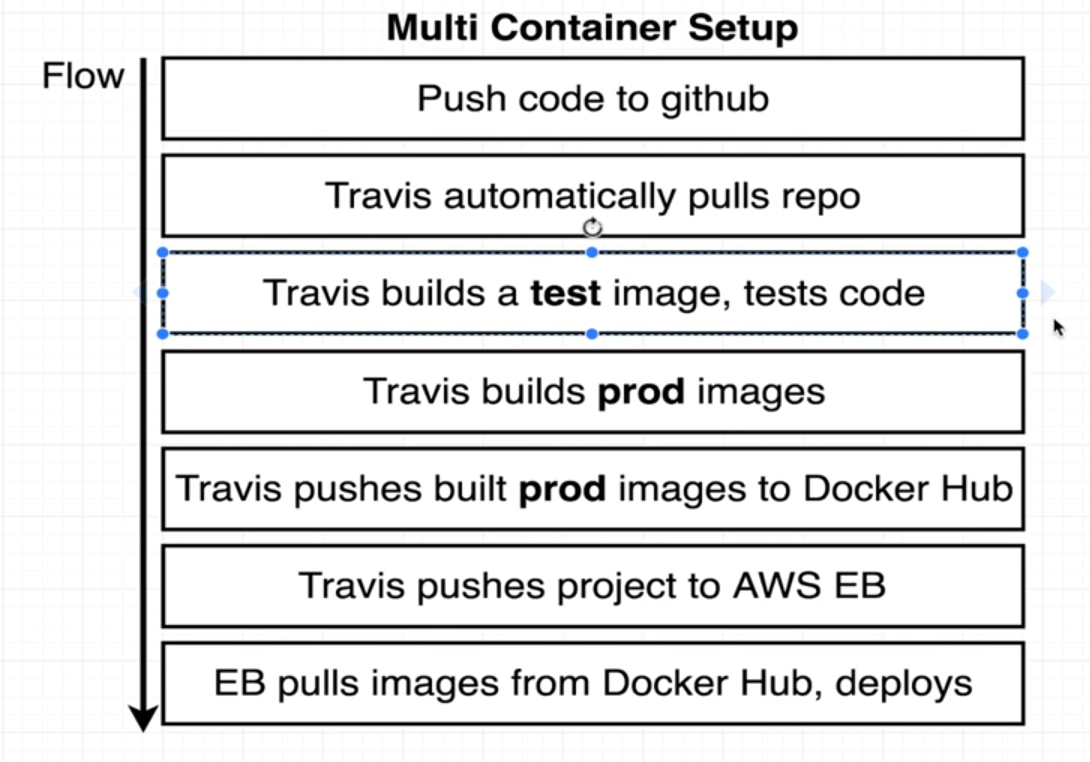 Multi Container Setup
Flow
Push code to github
Travis automatically pulls repo
Travis builds a test image, tests code
Travis builds prod images
Travis pushes built prod images to Docker Hub
Travis pushes project to AWS EB
EB pulls images from Docker Hub, deploys